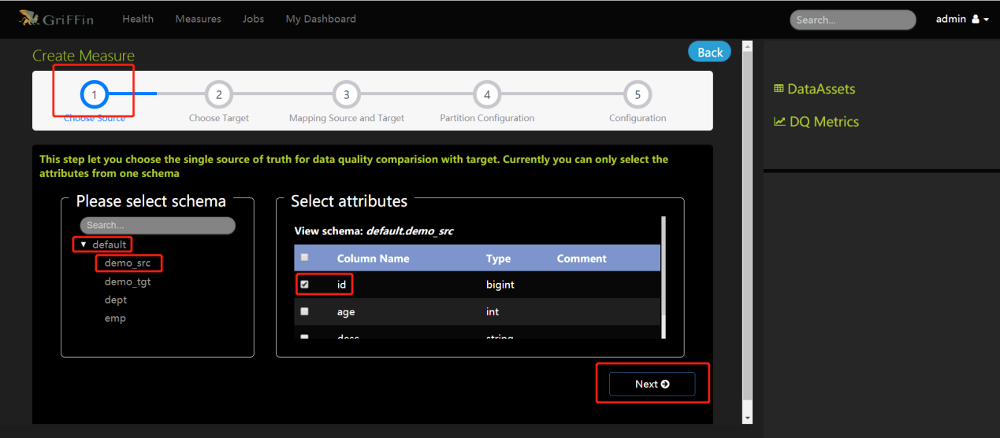 GriFFin Health Measures Jobs My Dashboard Search... admin
Create Measure Back
1 2 3 4 5
Choose Source Choose Target Mapping Source and Target Partition Configuration Configuration
DataAssets
DQ Metrics
This step let you choose the single source of truth for data quality comparision with target. Currently you can only select the
attributes from one schema
Please select schema
Search...
default
demo_src
demo_tgt
dept
emp
Select attributes
View schema: default.demo_src
Column Name Type Comment
id bigint
age int
desc string
Next